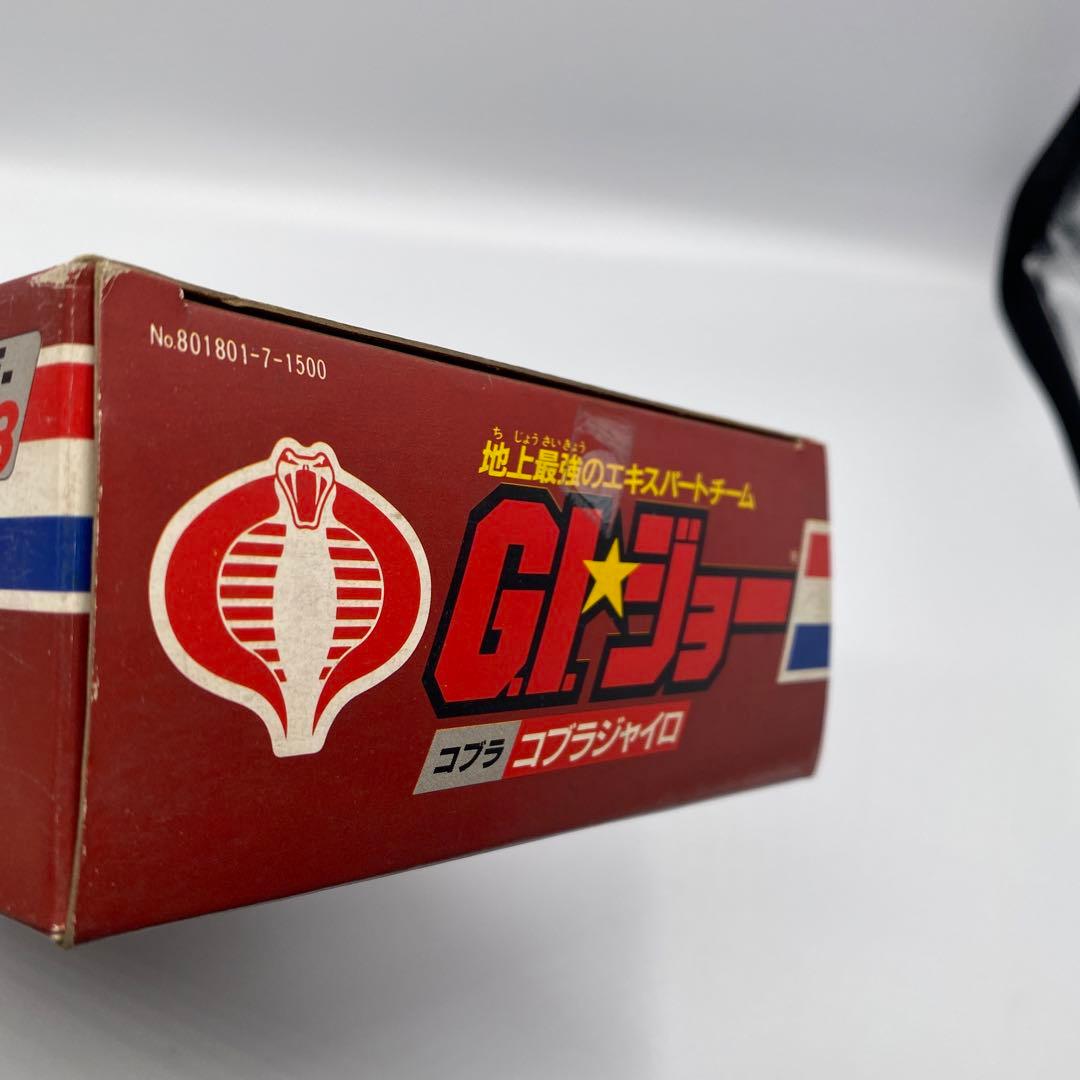 No.801801-7-1500
ち じょうさいきょう
地上最強のエキスパートチーム
G.I.★ジョー
コブラ コブラジャイロ